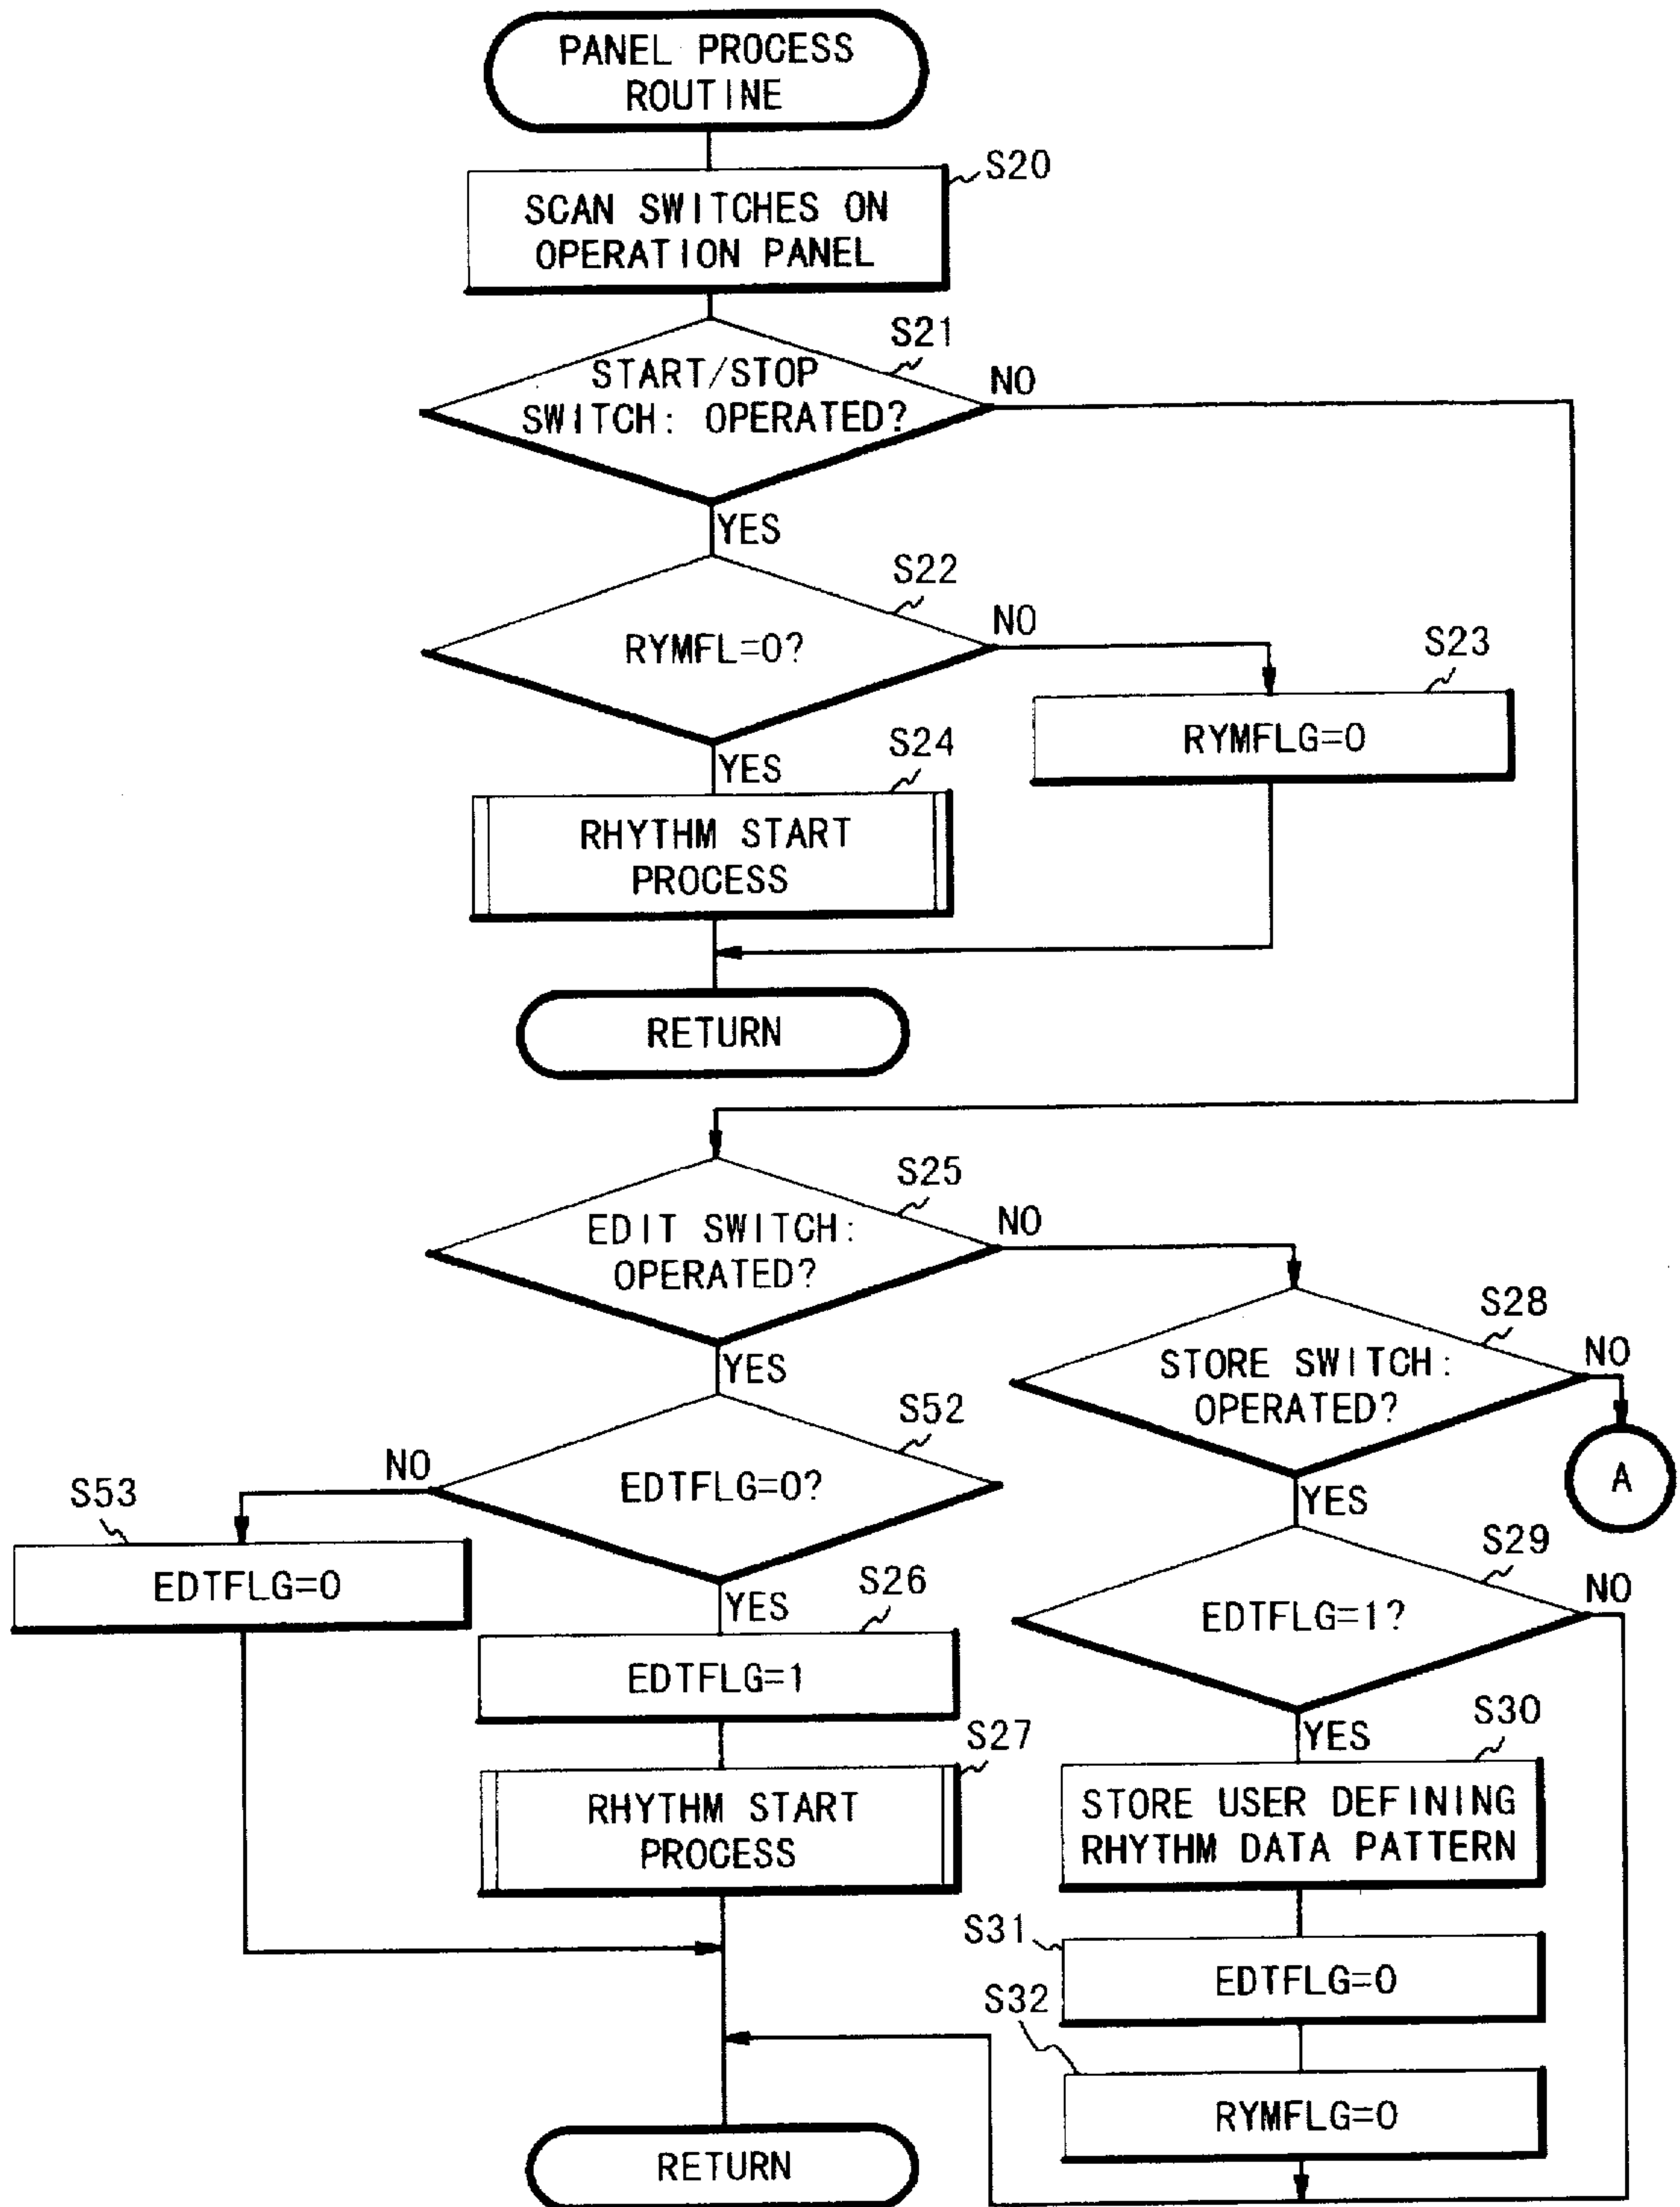 PANEL PROCESS
ROUTINE
S20
SCAN SWITCHES ON
OPERATION PANEL
S21
START/STOP
SWITCH: OPERATED?
NO
YES
S22
RYMFL=0?
NO
S23
RYMFLG=0
YES
S24
RHYTHM START
PROCESS
RETURN
S25
EDIT SWITCH:
OPERATED?
NO
YES
S28
STORE SWITCH:
OPERATED?
NO
A
YES
S52
EDTFLG=0?
NO
S53
EDTFLG=0
YES
S26
EDTFLG=1
S27
RHYTHM START
PROCESS
S29
EDTFLG=1?
NO
YES
S30
STORE USER DEFINING
RHYTHM DATA PATTERN
S31
EDTFLG=0
S32
RYMFLG=0
RETURN